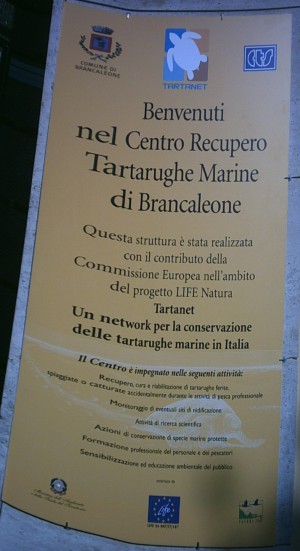 COMUNE DI
BRANCALEONE
TARTANET
CTS
Benvenuti
nel Centro Recupero
Tartarughe Marine
di Brancaleone
Questa struttura è stata realizzata
con il contributo della
Commissione Europea nell'ambito
del progetto LIFE Natura
Tartanet
Un network per la conservazione
delle tartarughe marine in Italia
Il Centro è impegnato nelle seguenti attività:
Recupero, cura e riabilitazione di tartarughe ferite,
spiaggiate o catturate accidentalmente durante le attività di pesca professionale
Monitoraggio di eventuali siti di nidificazione
Attività di ricerca scientifica
Azioni di conservazione di specie marine protette
Formazione professionale del personale e dei pescatori
Sensibilizzazione ed educazione ambientale del pubblico
Life